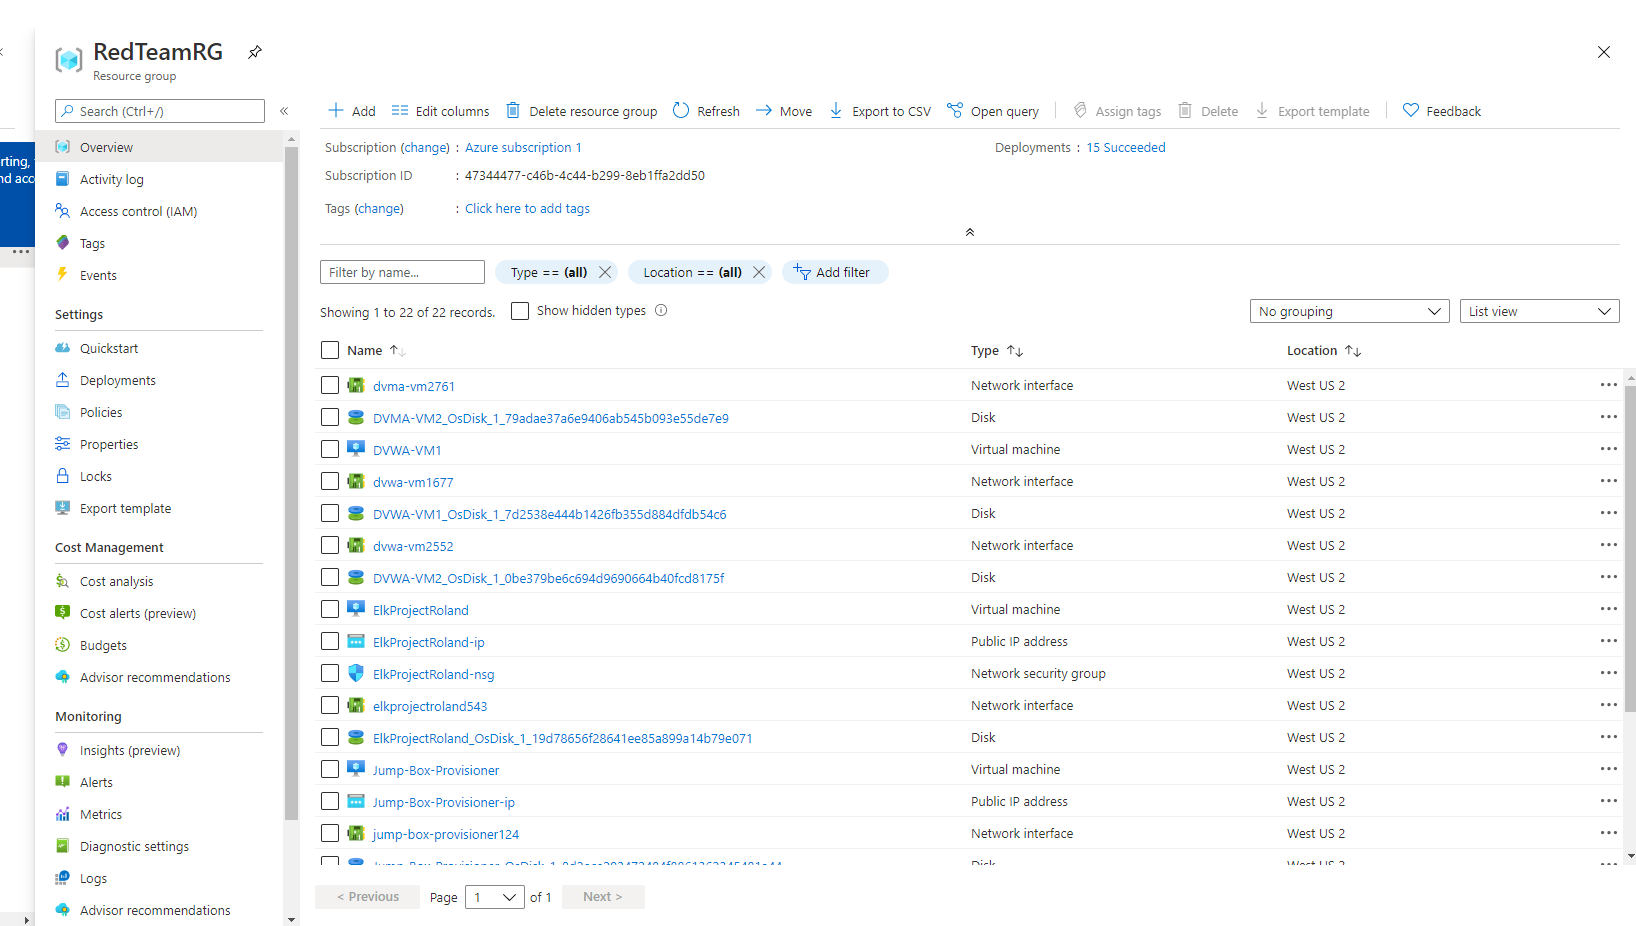 RedTeamRG
Resource group
Search (Ctrl+/)
«
Overview
Activity log
Access control (IAM)
Tags
Events
Settings
Quickstart
Deployments
Policies
Properties
Locks
Export template
Cost Management
Cost analysis
Cost alerts (preview)
Budgets
Advisor recommendations
Monitoring
Insights (preview)
Alerts
Metrics
Diagnostic settings
Logs
Advisor recommendations
rting,
nd acc
Add Edit columns Delete resource group Refresh Move Export to CSV Open query Assign tags Delete Export template Feedback
Subscription (change) : Azure subscription 1 Deployments : 15 Succeeded
Subscription ID : 47344477-c46b-4c44-b299-8eb1ffa2dd50
Tags (change) : Click here to add tags
Filter by name... Type == (all) Location == (all) Add filter
Showing 1 to 22 of 22 records. Show hidden types No grouping List view
Name Type Location
dvma-vm2761 Network interface West US 2
DVMA-VM2_OsDisk_1_79adae37a6e9406ab545b093e55de7e9 Disk West US 2
DVWA-VM1 Virtual machine West US 2
dvwa-vm1677 Network interface West US 2
DVWA-VM1_OsDisk_1_7d2538e444b1426fb355d884dfdb54c6 Disk West US 2
dvwa-vm2552 Network interface West US 2
DVWA-VM2_OsDisk_1_0be379be6c694d9690664b40fcd8175f Disk West US 2
ElkProjectRoland Virtual machine West US 2
ElkProjectRoland-ip Public IP address West US 2
ElkProjectRoland-nsg Network security group West US 2
elkprojectroland543 Network interface West US 2
ElkProjectRoland_OsDisk_1_19d78656f28641ee85a899a14b79e071 Disk West US 2
Jump-Box-Provisioner Virtual machine West US 2
Jump-Box-Provisioner-ip Public IP address West US 2
jump-box-provisioner124 Network interface West US 2
Disk West US 2
< Previous Page 1 of 1 Next >